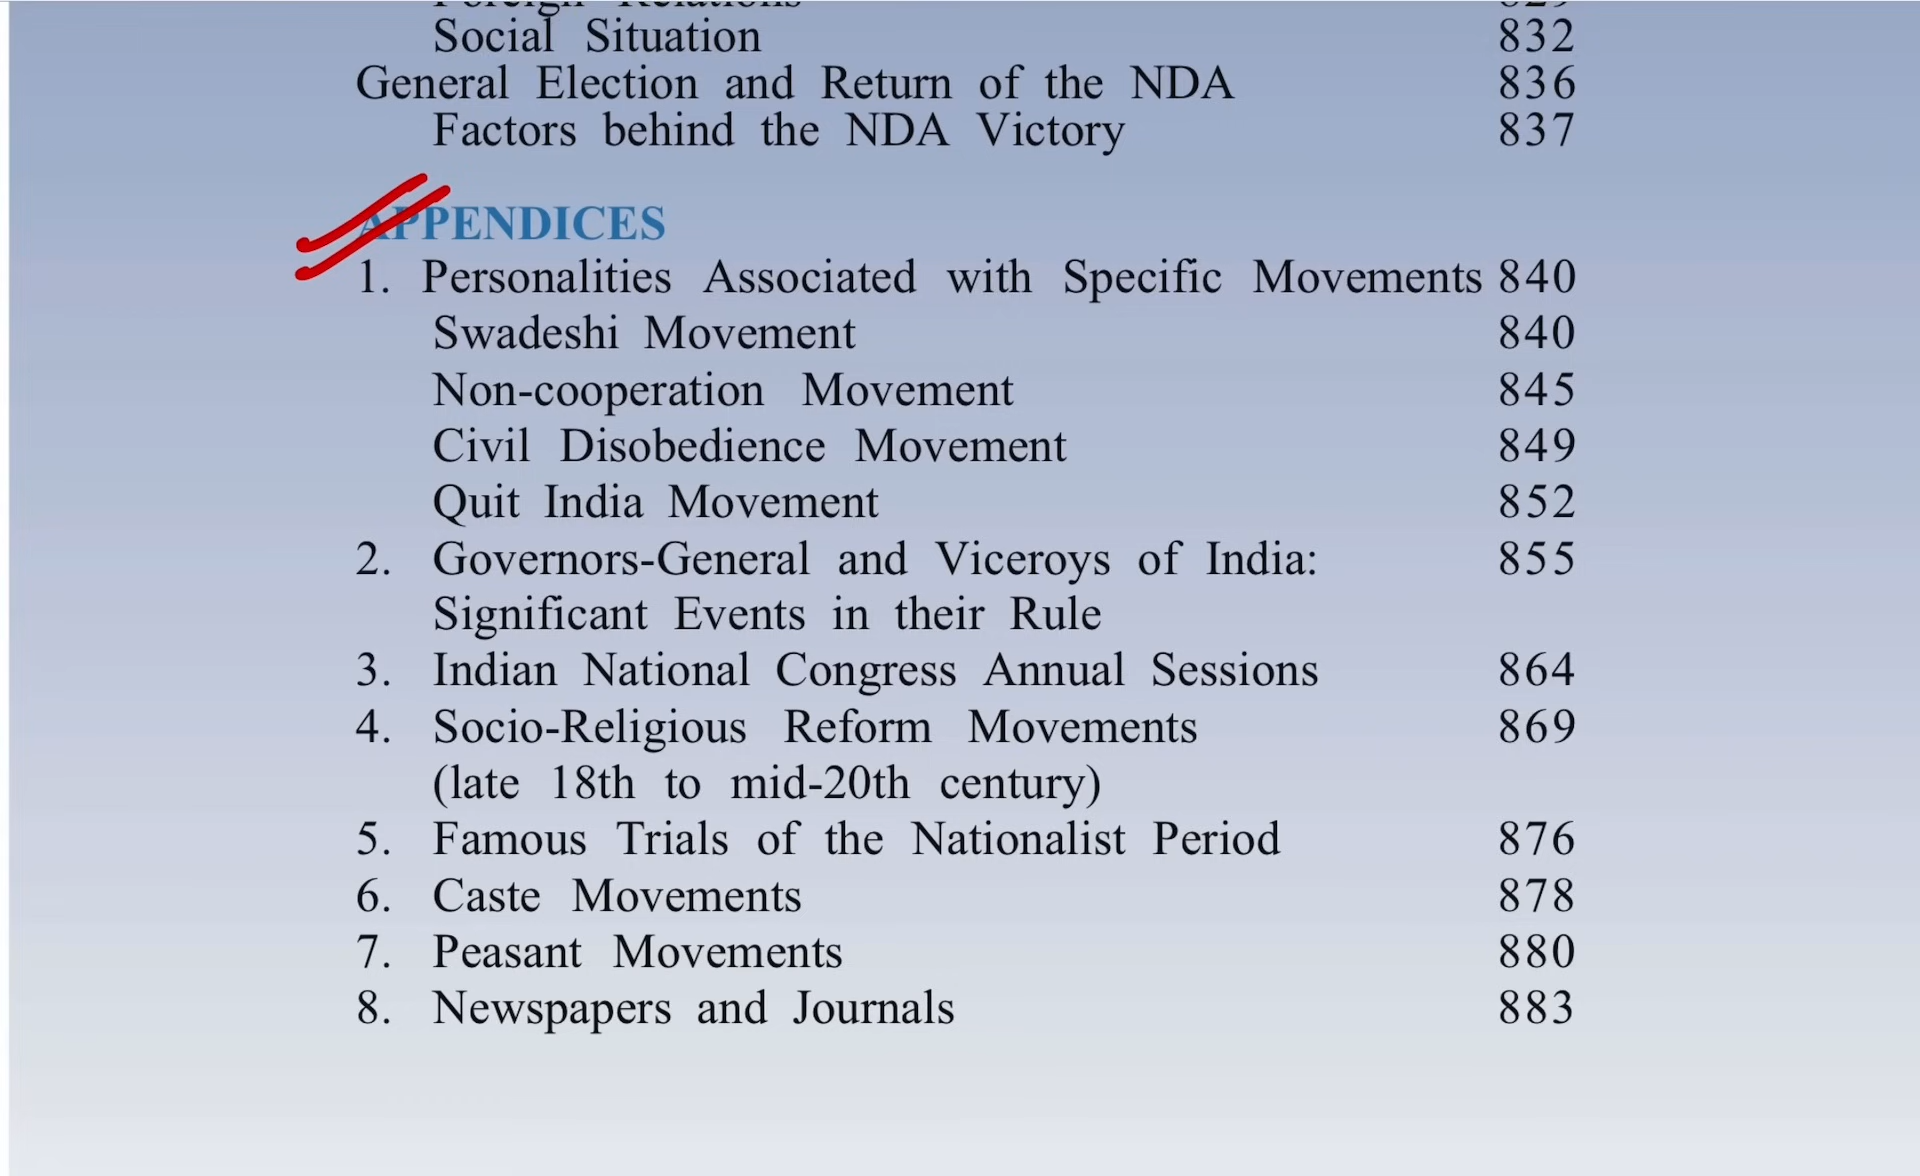 Foreign Relations 829
Social Situation 832
General Election and Return of the NDA 836
Factors behind the NDA Victory 837
APPENDICES
1. Personalities Associated with Specific Movements 840
Swadeshi Movement 840
Non-cooperation Movement 845
Civil Disobedience Movement 849
Quit India Movement 852
2. Governors-General and Viceroys of India: 855
Significant Events in their Rule
3. Indian National Congress Annual Sessions 864
4. Socio-Religious Reform Movements 869
(late 18th to mid-20th century)
5. Famous Trials of the Nationalist Period 876
6. Caste Movements 878
7. Peasant Movements 880
8. Newspapers and Journals 883